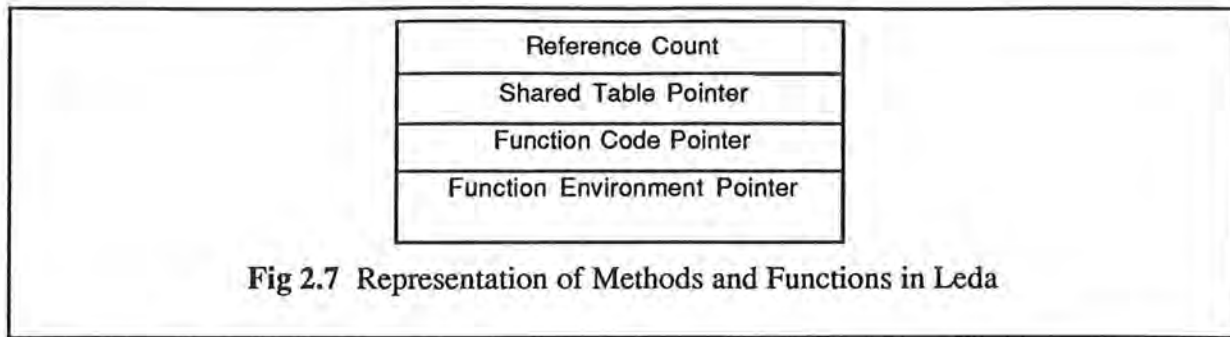 Reference Count
Shared Table Pointer
Function Code Pointer
Function Environment Pointer
Fig 2.7 Representation of Methods and Functions in Leda